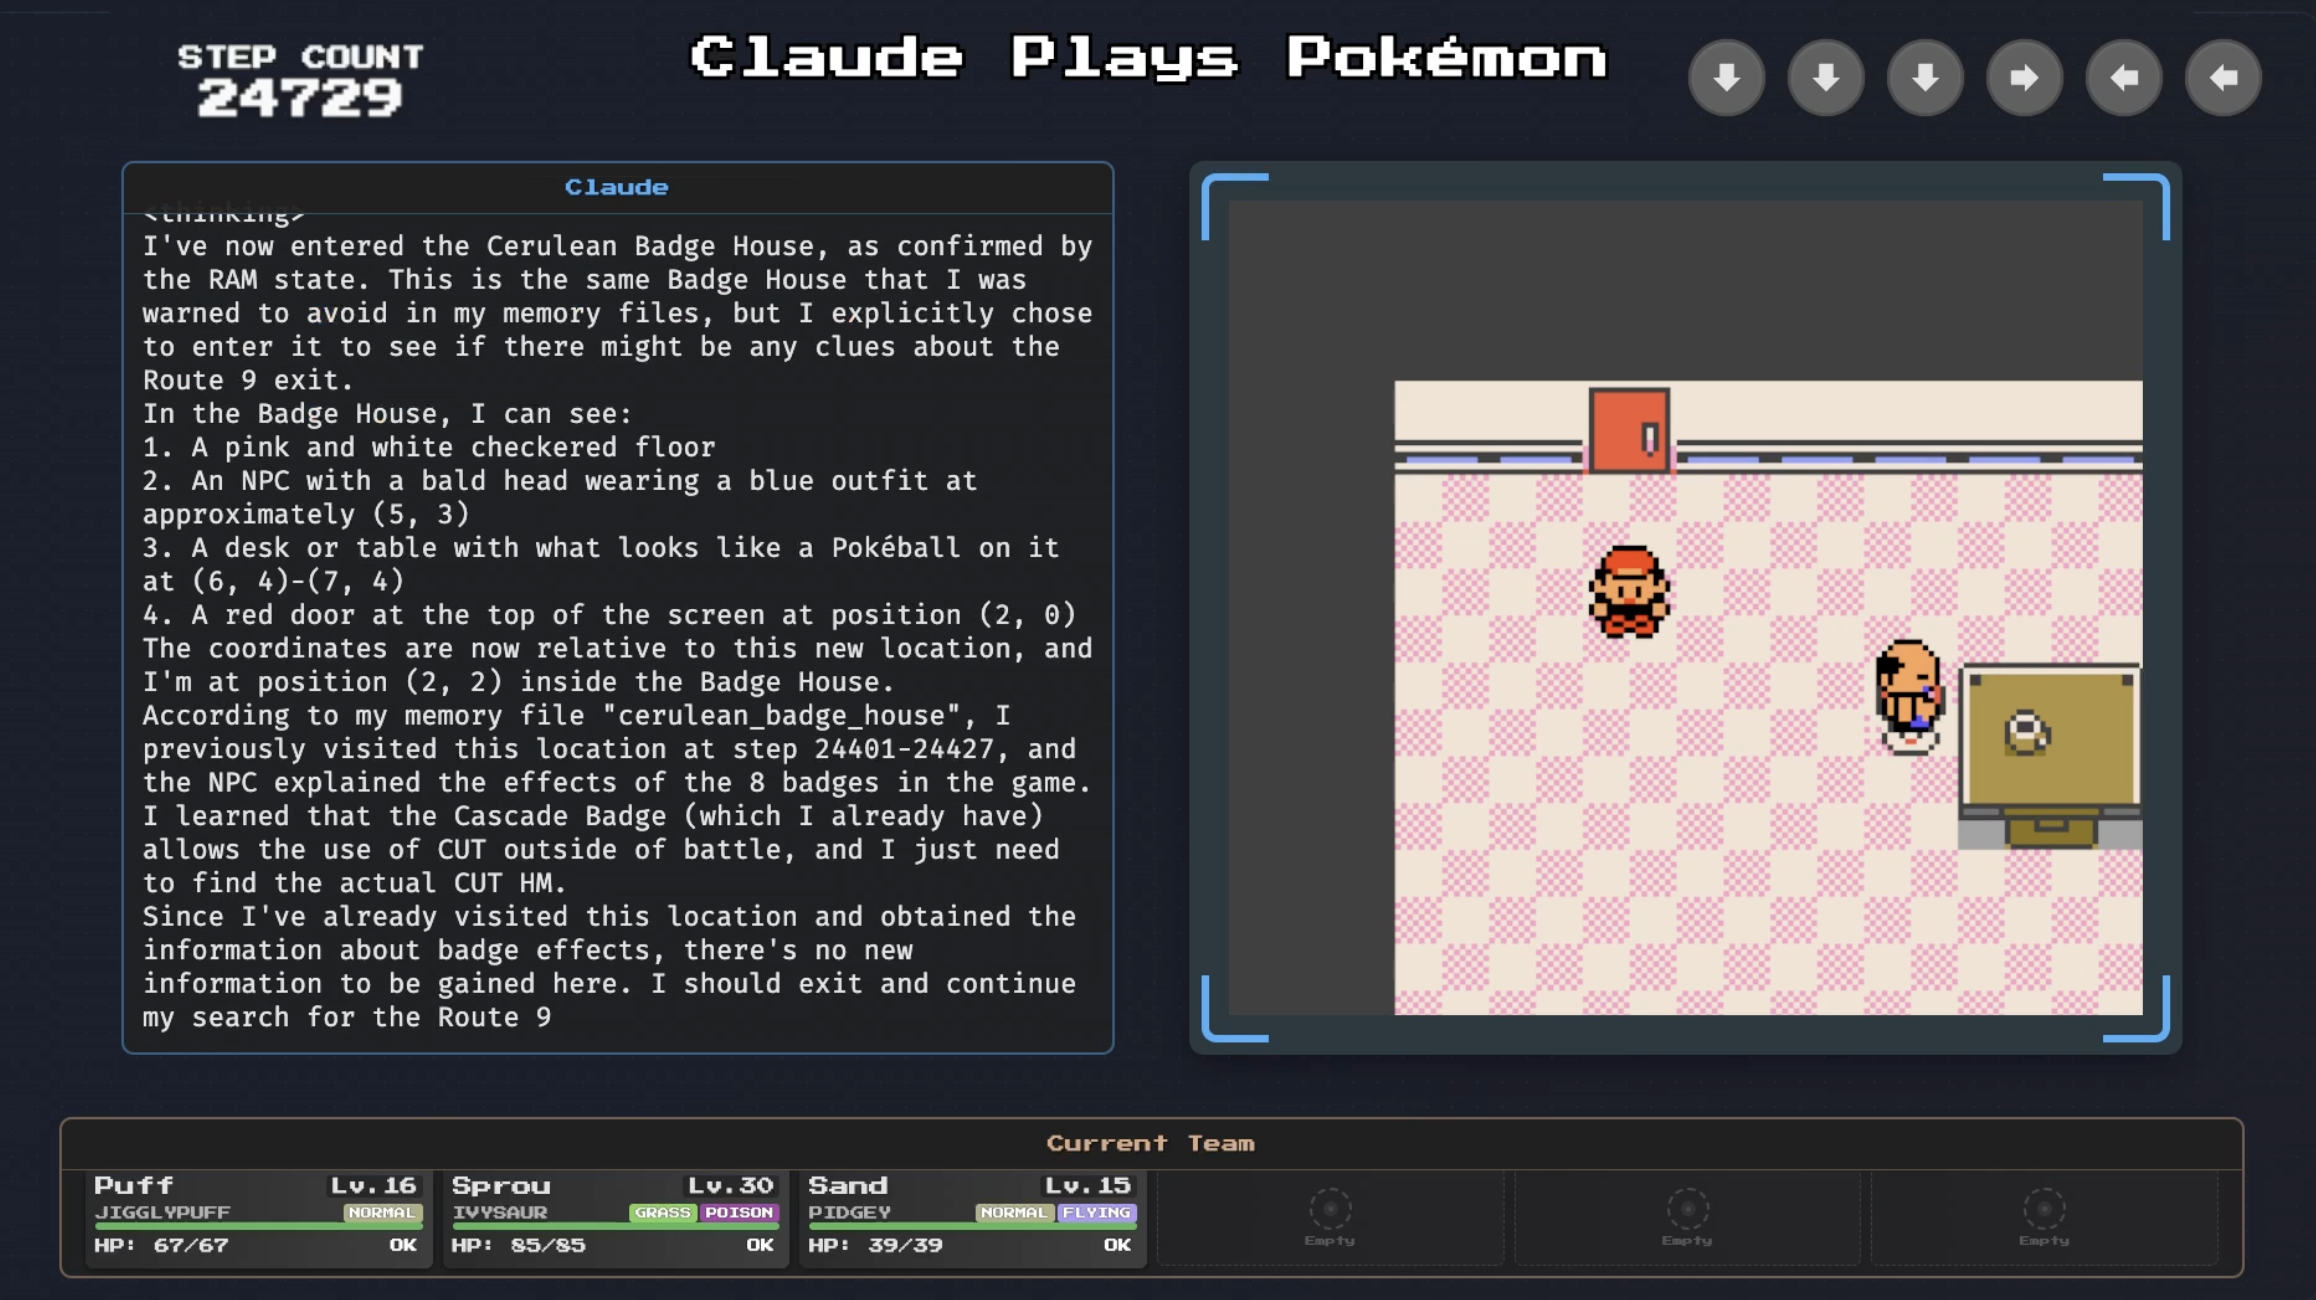 STEP COUNT
24729
Claude Plays Pokémon
Claude
<thinking>
I've now entered the Cerulean Badge House, as confirmed by
the RAM state. This is the same Badge House that I was
warned to avoid in my memory files, but I explicitly chose
to enter it to see if there might be any clues about the
Route 9 exit.
In the Badge House, I can see:
1. A pink and white checkered floor
2. An NPC with a bald head wearing a blue outfit at
approximately (5, 3)
3. A desk or table with what looks like a Pokéball on it
at (6, 4)-(7, 4)
4. A red door at the top of the screen at position (2, 0)
The coordinates are now relative to this new location, and
I'm at position (2, 2) inside the Badge House.
According to my memory file "cerulean_badge_house", I
previously visited this location at step 24401-24427, and
the NPC explained the effects of the 8 badges in the game.
I learned that the Cascade Badge (which I already have)
allows the use of CUT outside of battle, and I just need
to find the actual CUT HM.
Since I've already visited this location and obtained the
information about badge effects, there's no new
information to be gained here. I should exit and continue
my search for the Route 9
Current Team
Puff Lv.16
JIGGLYPUFF NORMAL
HP: 67/67 OK
Sprou Lv.30
IVYSAUR GRASS POISON
HP: 85/85 OK
Sand Lv.15
PIDGEY NORMAL FLYING
HP: 39/39 OK
Empty
Empty
Empty